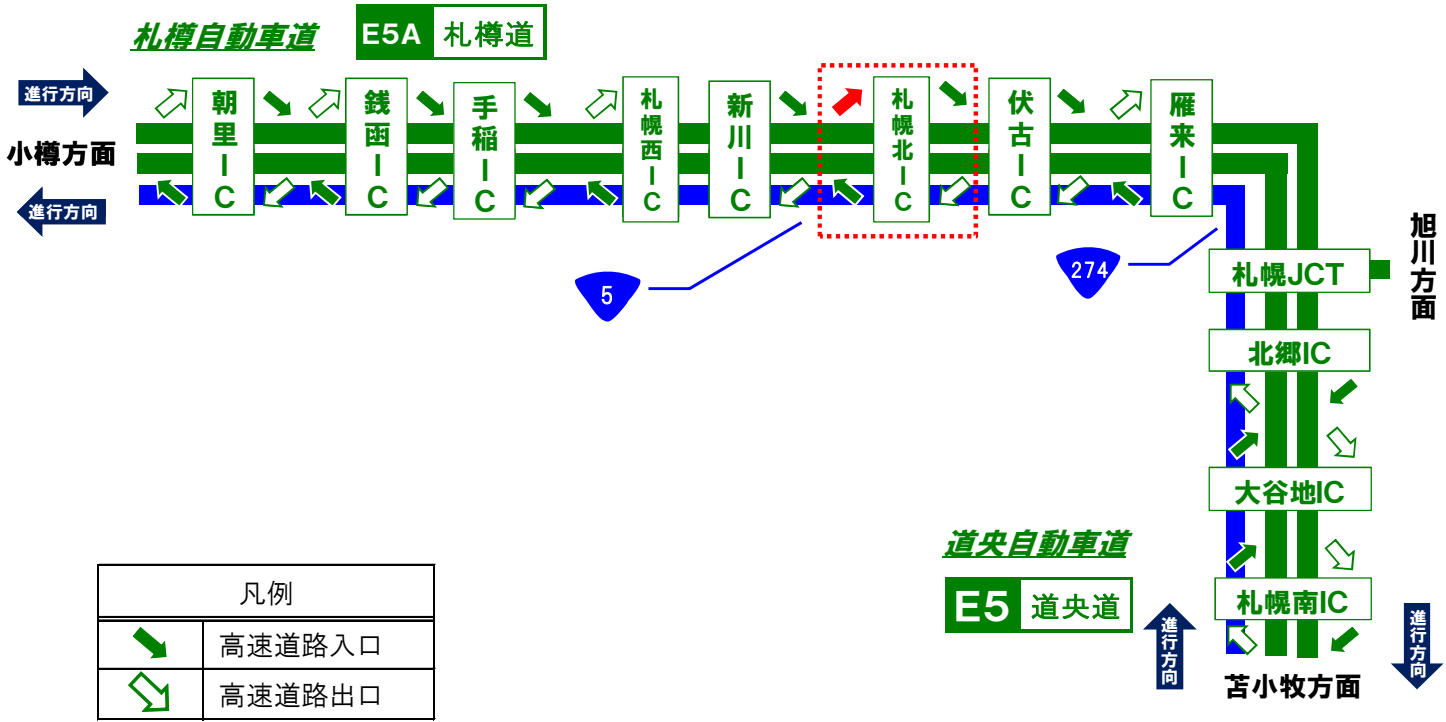 札樽自動車道
E5A 札樽道
進行方向
小樽方面
進行方向
朝里IC
銭函IC
手稲IC
札幌西IC
新川IC
札幌北IC
伏古IC
雁来IC
5
274
旭川方面
札幌JCT
北郷IC
大谷地IC
札幌南IC
道央自動車道
E5 道央道
進行方向
進行方向
苫小牧方面
凡例
高速道路入口
高速道路出口